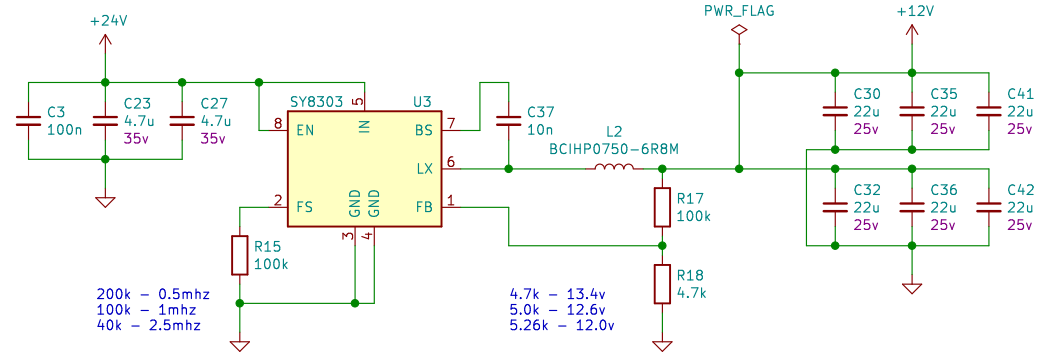 PWR_FLAG
+24V
+12V
C3
100n
C23
4.7u
35v
C27
4.7u
35v
SY8303
U3
5
IN
8
EN
BS
7
LX
6
2
FS
GND
GND
FB
1
3
4
C37
10n
L2
BCIHP0750-6R8M
C30
22u
25v
C35
22u
25v
C41
22u
25v
C32
22u
25v
C36
22u
25v
C42
22u
25v
R17
100k
R15
100k
R18
4.7k
200k – 0.5mhz
100k – 1mhz
40k – 2.5mhz
4.7k – 13.4v
5.0k – 12.6v
5.26k – 12.0v